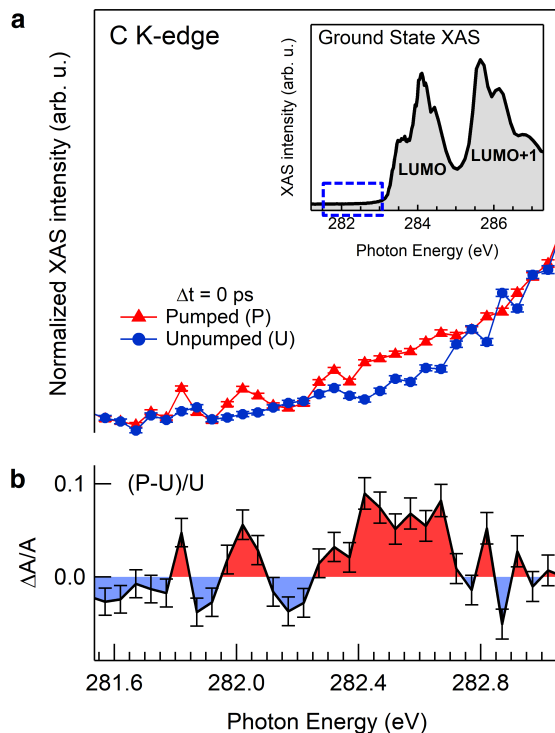 a
C K-edge
Normalized XAS intensity (arb. u.)
Ground State XAS
XAS intensity (arb. u.)
LUMO
LUMO+1
282
284
286
Photon Energy (eV)
Δt = 0 ps
Pumped (P)
Unpumped (U)
b
(P-U)/U
ΔA/A
0.1
0.0
281.6
282.0
282.4
282.8
Photon Energy (eV)